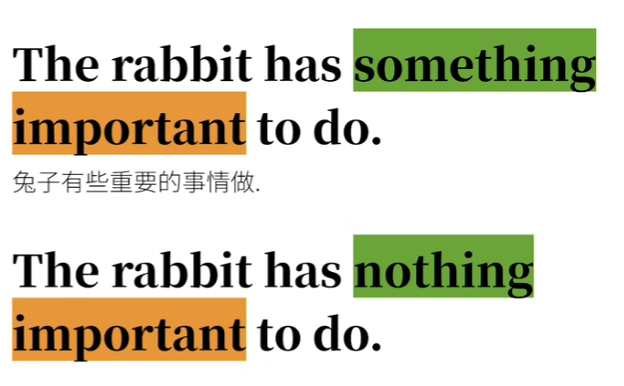 The rabbit has something
important to do.
兔子有些重要的事情做.
The rabbit has nothing
important to do.